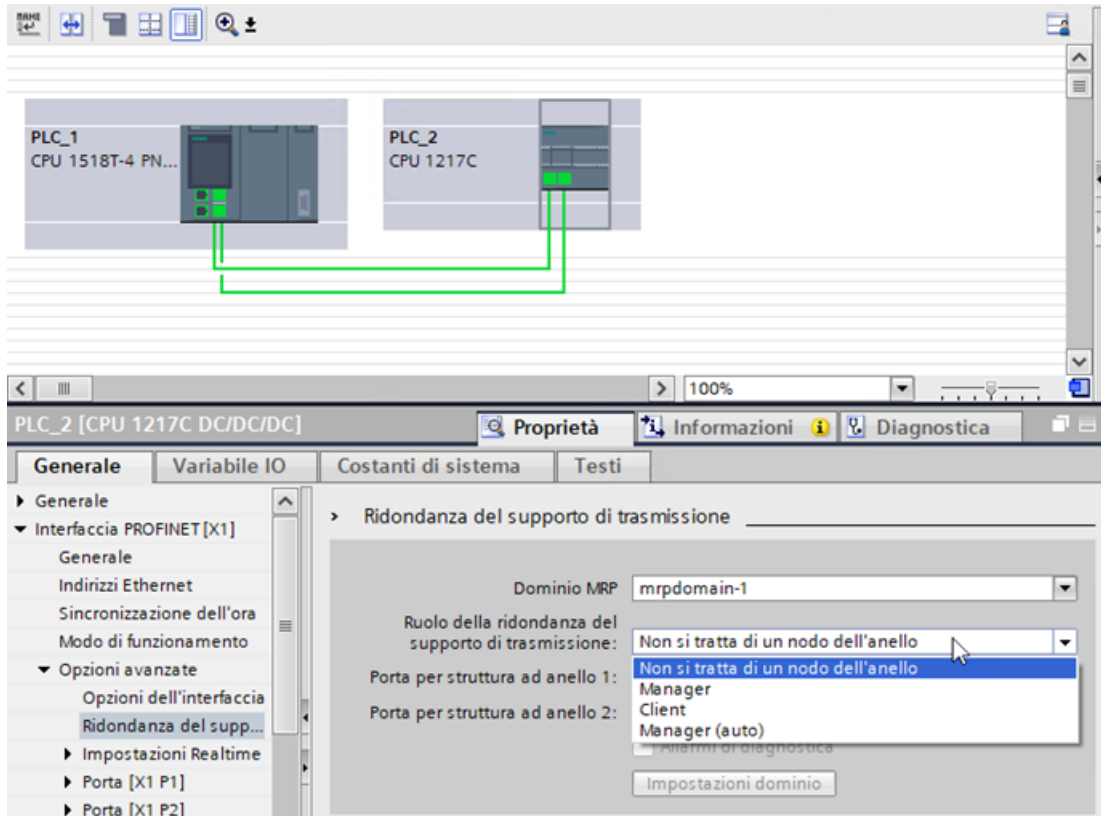 NAME
PLC_1
CPU 1518T-4 PN...
PLC_2
CPU 1217C
100%
PLC_2 [CPU 1217C DC/DC/DC]
Proprietà
Informazioni
Diagnostica
Generale
Variabile IO
Costanti di sistema
Testi
Generale
Interfaccia PROFINET [X1]
Generale
Indirizzi Ethernet
Sincronizzazione dell'ora
Modo di funzionamento
Opzioni avanzate
Opzioni dell'interfaccia
Ridondanza del supp...
Impostazioni Realtime
Porta [X1 P1]
Porta [X1 P2]
Ridondanza del supporto di trasmissione
Dominio MRP
mrpdomain-1
Ruolo della ridondanza del
supporto di trasmissione:
Non si tratta di un nodo dell'anello
Non si tratta di un nodo dell'anello
Manager
Client
Manager (auto)
Porta per struttura ad anello 1:
Porta per struttura ad anello 2:
Allarmi di diagnostica
Impostazioni dominio